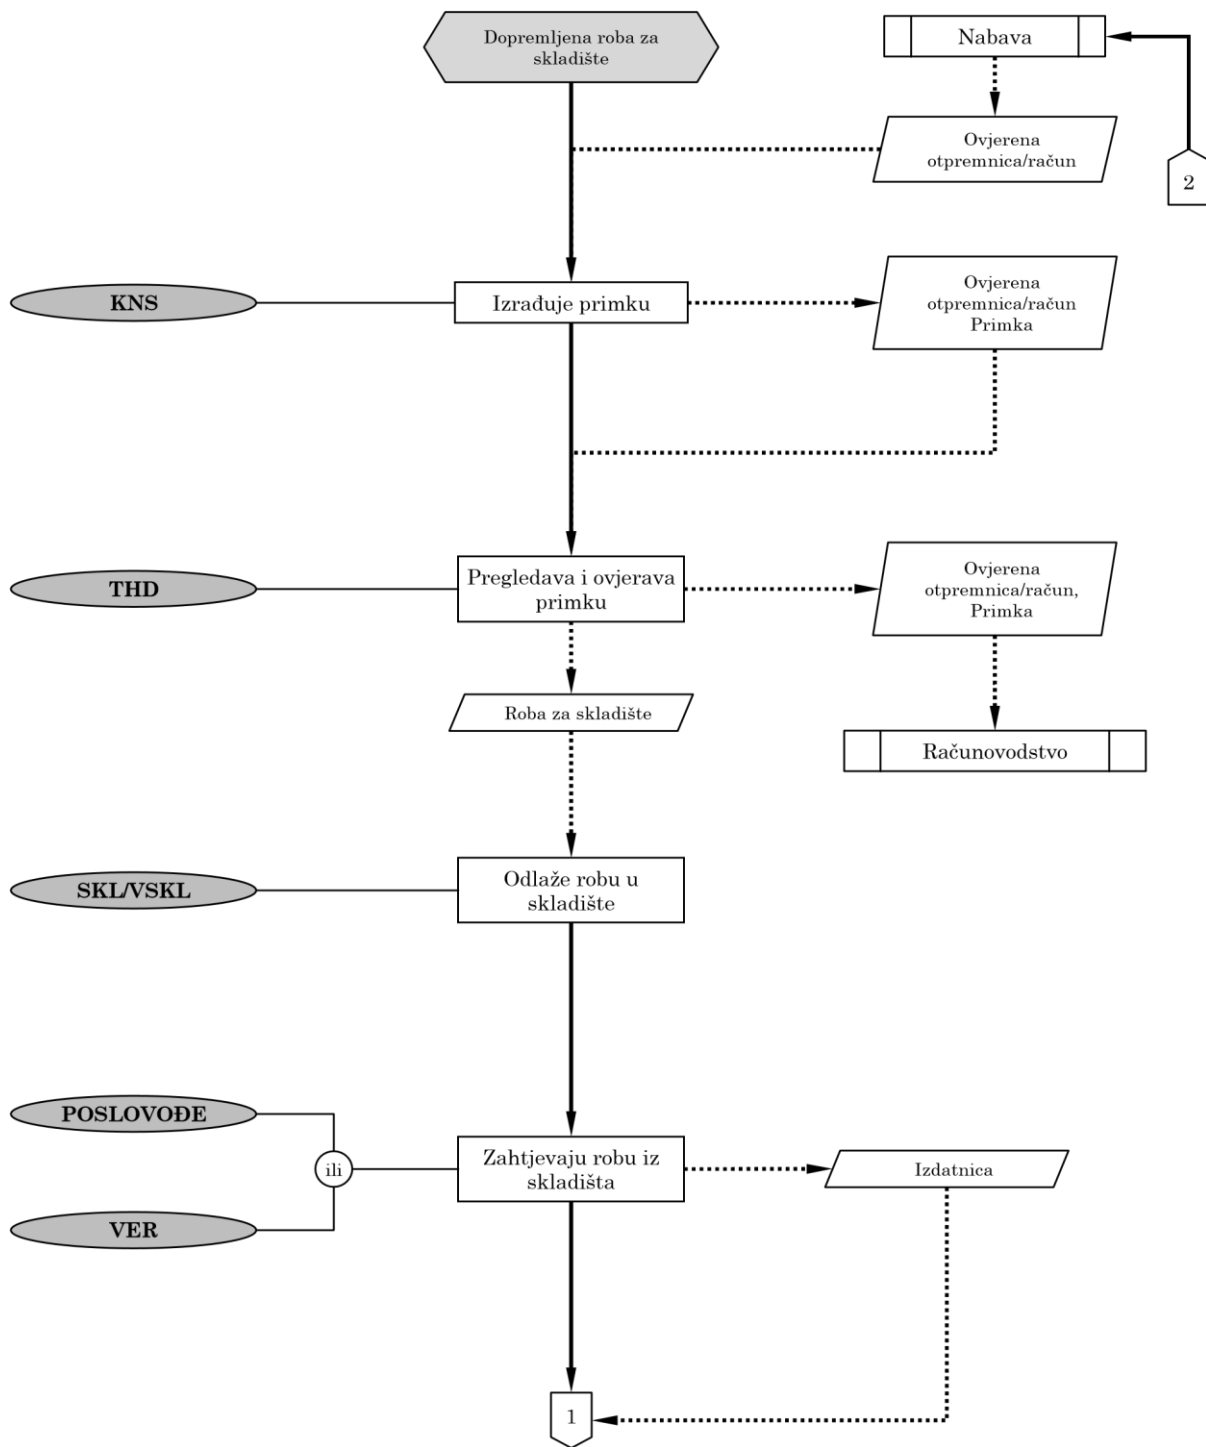 Dopremljena roba za
skladište
Nabava
Ovjerena
otpremnica/račun
2
KNS
Izrađuje primku
Ovjerena
otpremnica/račun
Primka
THD
Pregledava i ovjerava
primku
Ovjerena
otpremnica/račun,
Primka
Roba za skladište
Računovodstvo
SKL/VSKL
Odlaže robu u
skladište
POSLOVOĐE
ili
VER
Zahtjevaju robu iz
skladišta
Izdatnica
1